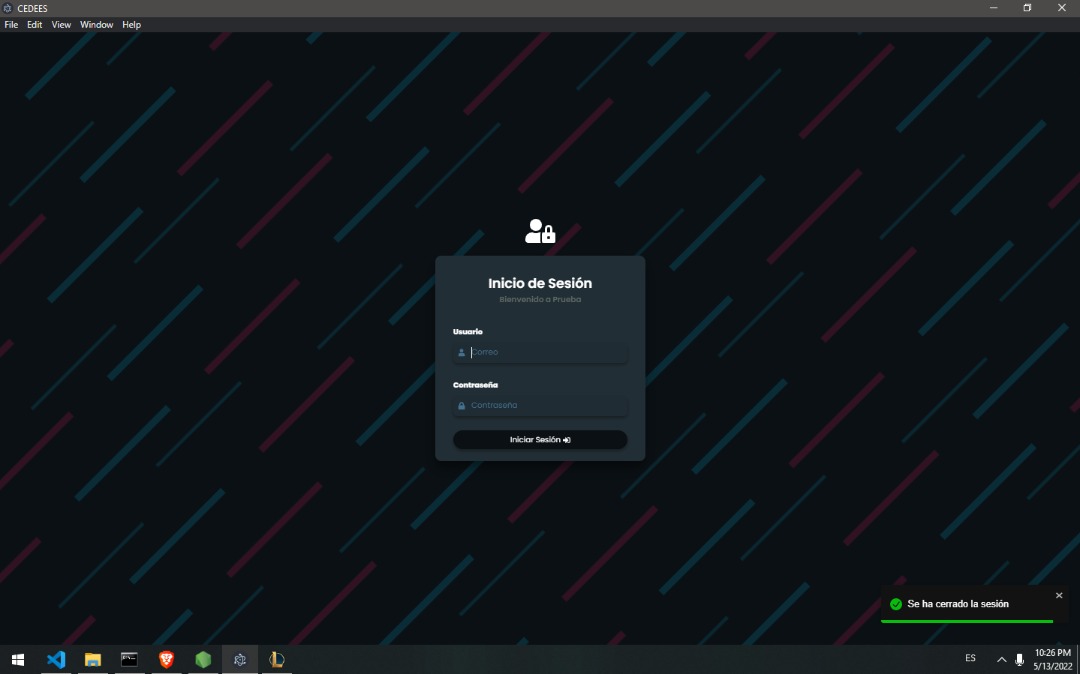 CEDEES
File Edit View Window Help
Inicio de Sesión
Bienvenido a Prueba
Usuario
Correo
Contraseña
Contraseña
Iniciar Sesión
Se ha cerrado la sesión
ES
10:26 PM
5/13/2022